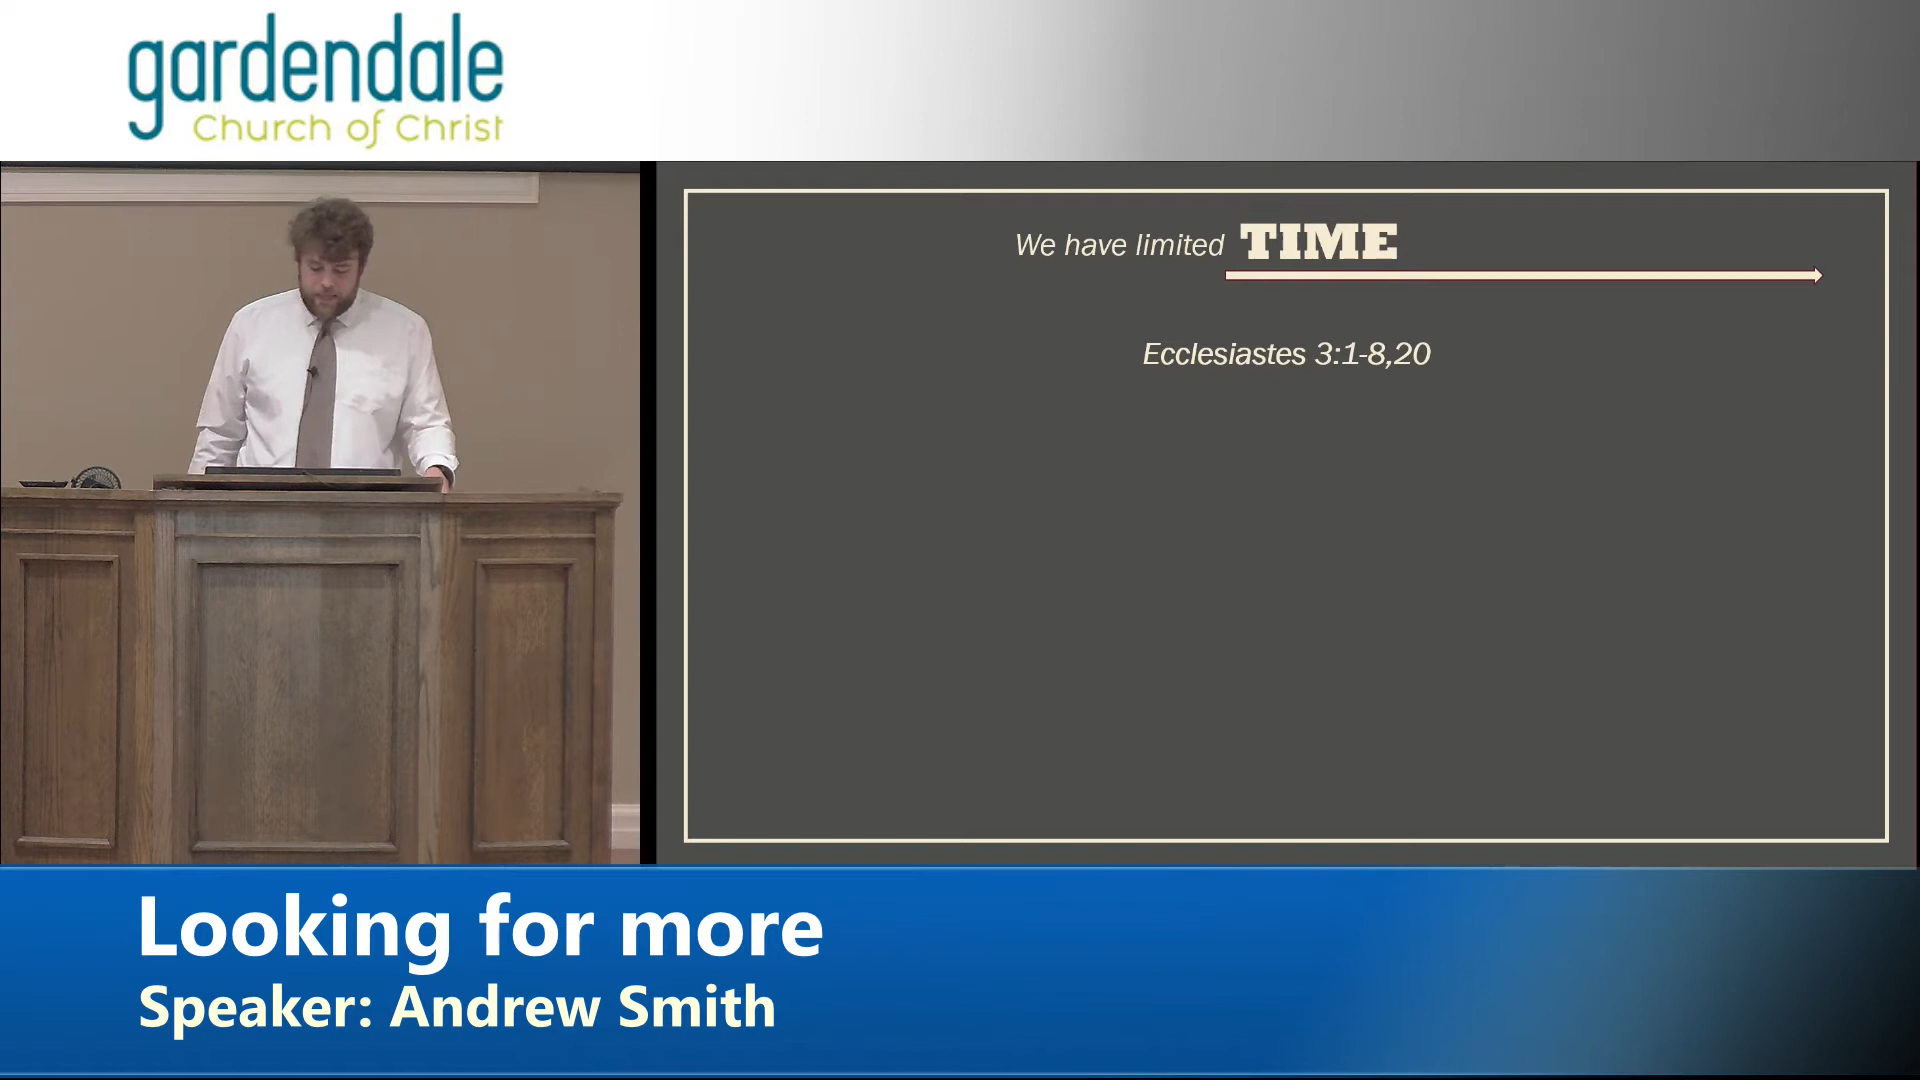 gardendale
Church of Christ
We have limited TIME
Ecclesiastes 3:1-8,20
Looking for more
Speaker: Andrew Smith